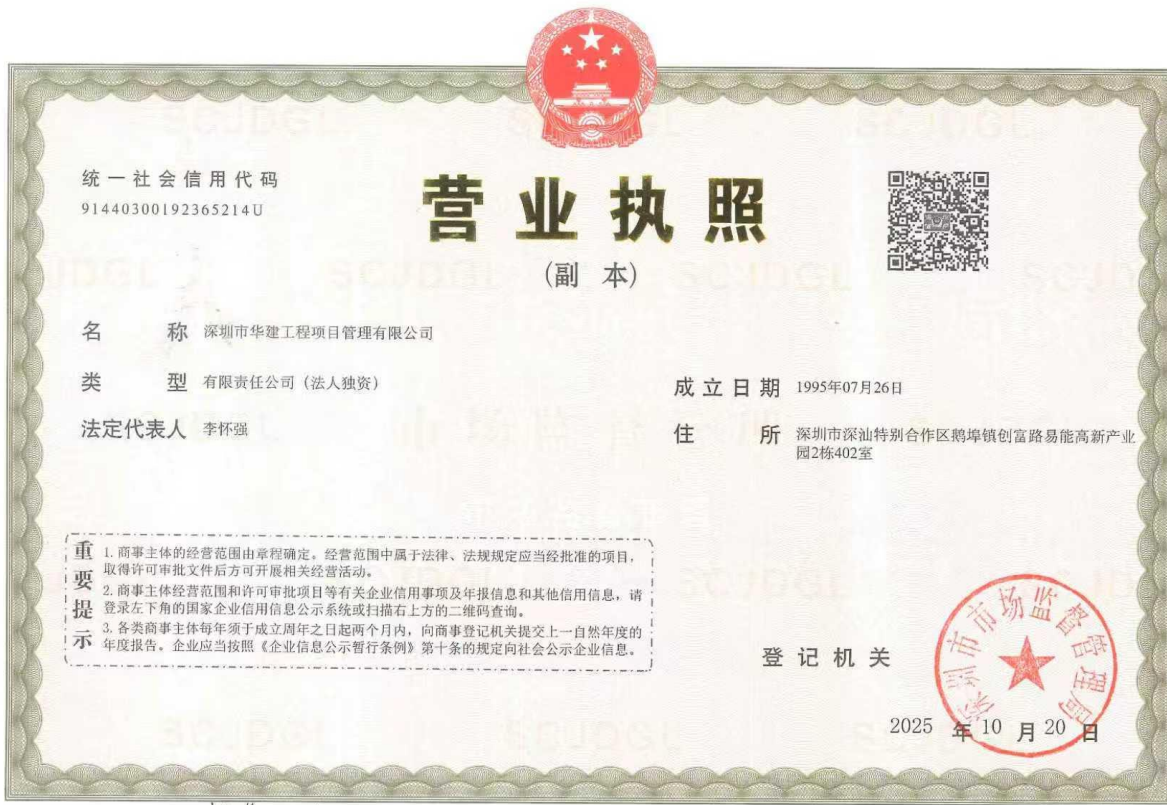 统一社会信用代码
91440300192365214U
营业执照
(副 本)
名 称 深圳市华建工程项目管理有限公司
类 型 有限责任公司（法人独资）
法定代表人 李怀强
成立日期 1995年07月26日
住 所 深圳市深汕特别合作区鹅埠镇创富路易能高新产业
园2栋402室
重要提示
1. 商事主体的经营范围由章程确定。经营范围中属于法律、法规规定应当经批准的项目，
取得许可审批文件后方可开展相关经营活动。
2. 商事主体经营范围和许可审批项目等有关企业信用事项及年报信息和其他信用信息，请
登录左下角的国家企业信用信息公示系统或扫描右上方的二维码查询。
3. 各类商事主体每年须于成立周年之日起两个月内，向商事登记机关提交上一自然年度的
年度报告。企业应当按照《企业信息公示暂行条例》第十条的规定向社会公示企业信息。
登记机关
深圳市市场监督管理局
2025 年 10 月 20 日